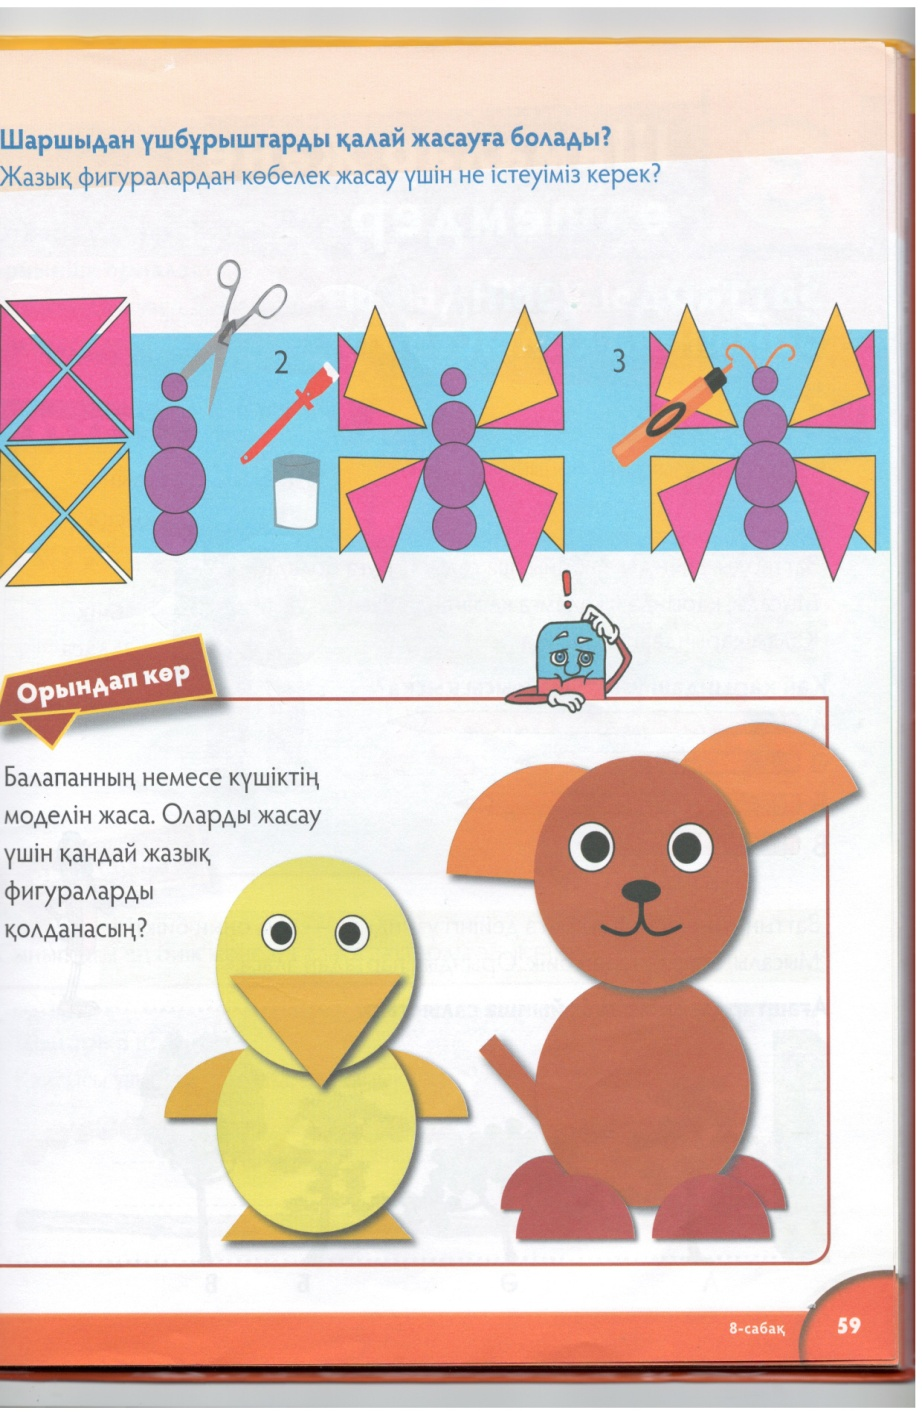 Шаршыдан үшбұрыштарды қалай жасауға болады?
Жазық фигуралардан көбелек жасау үшін не істеуіміз керек?
2
3
Орындап көр
Балапанның немесе күшіктің
моделін жаса. Оларды жасау
үшін қандай жазық
фигураларды
қолданасың?
8-сабақ
59